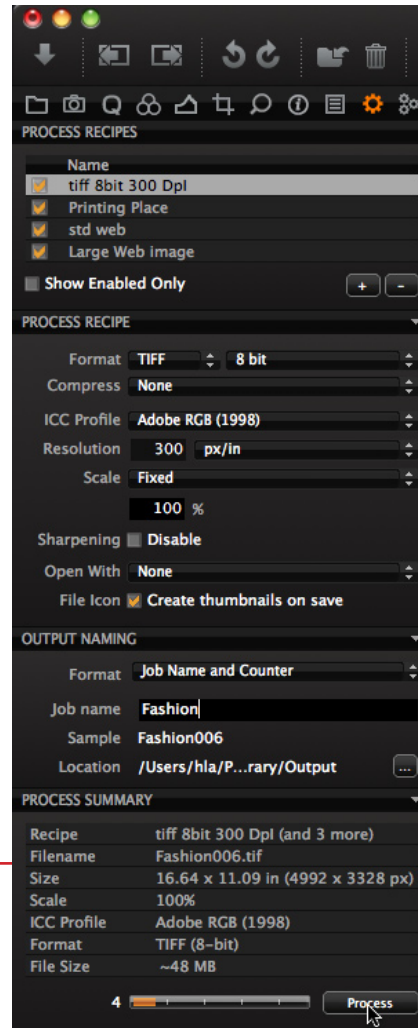 PROCESS RECIPES
Name
tiff 8bit 300 DpI
Printing Place
std web
Large Web image
Show Enabled Only + -
PROCESS RECIPE
Format TIFF 8 bit
Compress None
ICC Profile Adobe RGB (1998)
Resolution 300 px/in
Scale Fixed
100 %
Sharpening Disable
Open With None
File Icon Create thumbnails on save
OUTPUT NAMING
Format Job Name and Counter
Job name Fashion
Sample Fashion006
Location /Users/hla/P...rary/Output ...
PROCESS SUMMARY
Recipe tiff 8bit 300 DpI (and 3 more)
Filename Fashion006.tif
Size 16.64 x 11.09 in (4992 x 3328 px)
Scale 100%
ICC Profile Adobe RGB (1998)
Format TIFF (8-bit)
File Size ~48 MB
4 Process